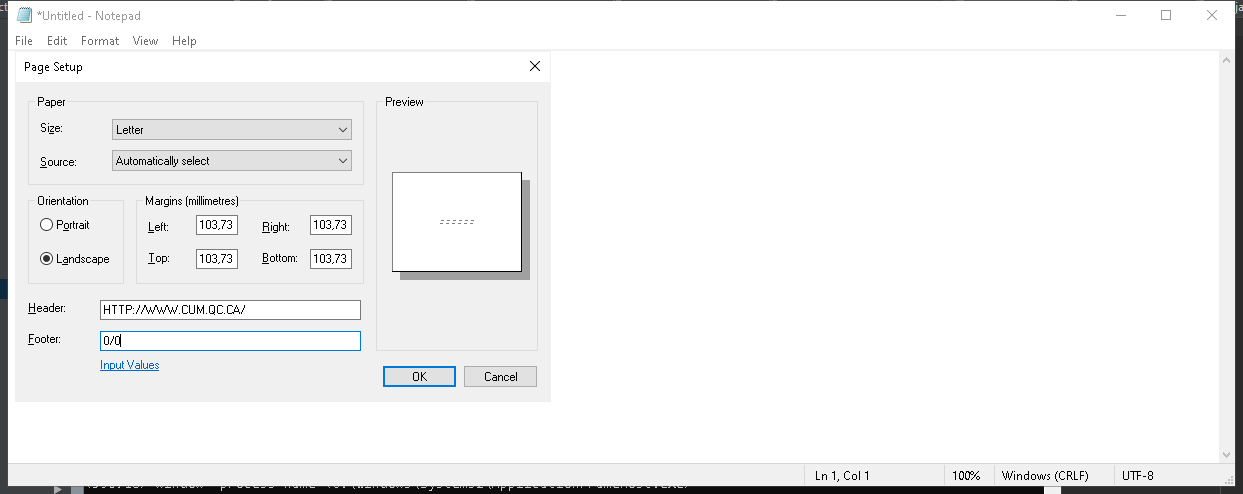 *Untitled - Notepad
File Edit Format View Help
Page Setup
Paper
Size: Letter
Source: Automatically select
Preview
Orientation
Portrait
Landscape
Margins (millimetres)
Left: 103,73 Right: 103,73
Top: 103,73 Bottom: 103,73
Header: HTTP://WWW.CUM.QC.CA/
Footer: 0/0
Input Values
OK Cancel
Ln 1, Col 1 100% Windows (CRLF) UTF-8